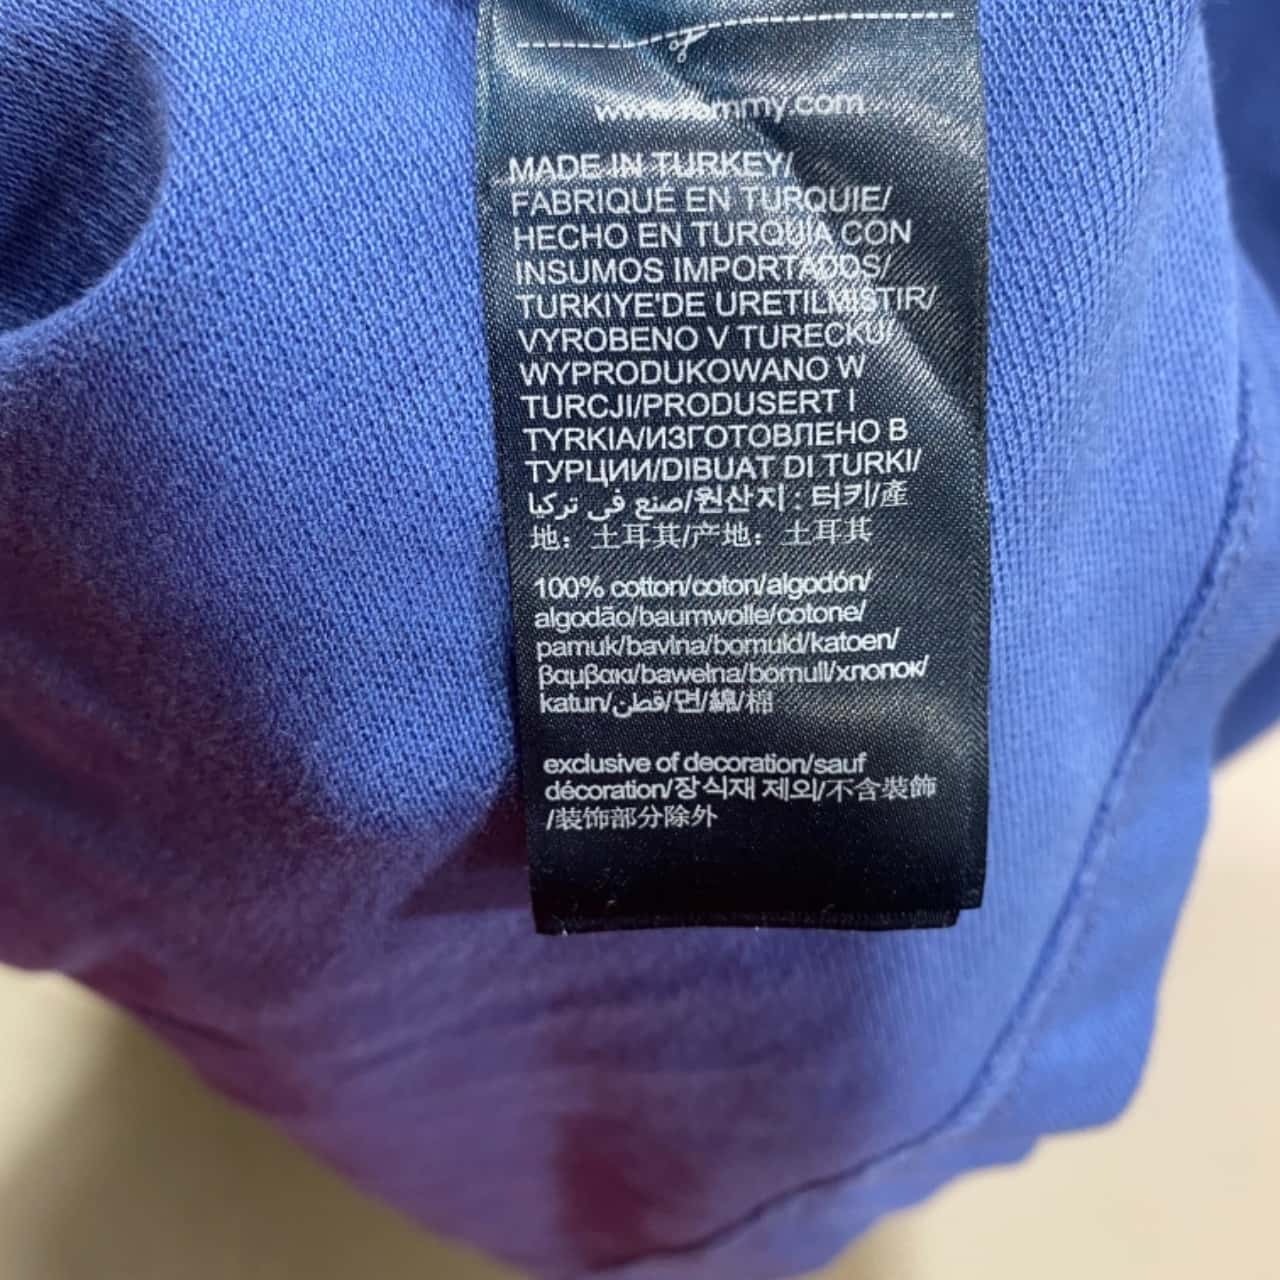 www.tommy.com
MADE IN TURKEY/
FABRIQUÉ EN TURQUIE/
HECHO EN TURQUIA CON
INSUMOS IMPORTADOS/
TURKIYE'DE URETILMISTIR/
VYROBENO V TURECKU/
WYPRODUKOWANO W
TURCJI/PRODUSERT I
TYRKIA/ИЗГОТОВЛЕНО В
ТУРЦИИ/DIBUAT DI TURKI/
صنع في تركيا/원산지 : 터키/產
地：土耳其/产地：土耳其
100% cotton/coton/algodón/
algodão/baumwolle/cotone/
pamuk/bavlna/bomuld/katoen/
βαμβακι/bawełna/bomull/хлопок/
katun/قطن/면/綿/棉
exclusive of decoration/sauf
décoration/장식재 제외/不含裝飾
/装饰部分除外